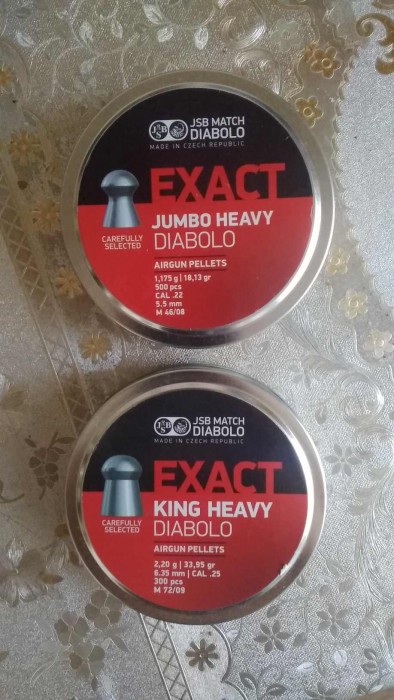 JSB JSB MATCH
DIABOLO
MADE IN CZECH REPUBLIC
EXACT
JUMBO HEAVY
DIABOLO
CAREFULLY
SELECTED
AIRGUN PELLETS
1,175 g | 18,13 gr
500 pcs
CAL .22
5.5 mm
M 46/08
JSB JSB MATCH
DIABOLO
MADE IN CZECH REPUBLIC
EXACT
KING HEAVY
DIABOLO
CAREFULLY
SELECTED
AIRGUN PELLETS
2,20 g | 33,95 gr
6.35 mm | CAL .25
300 pcs
M 72/09